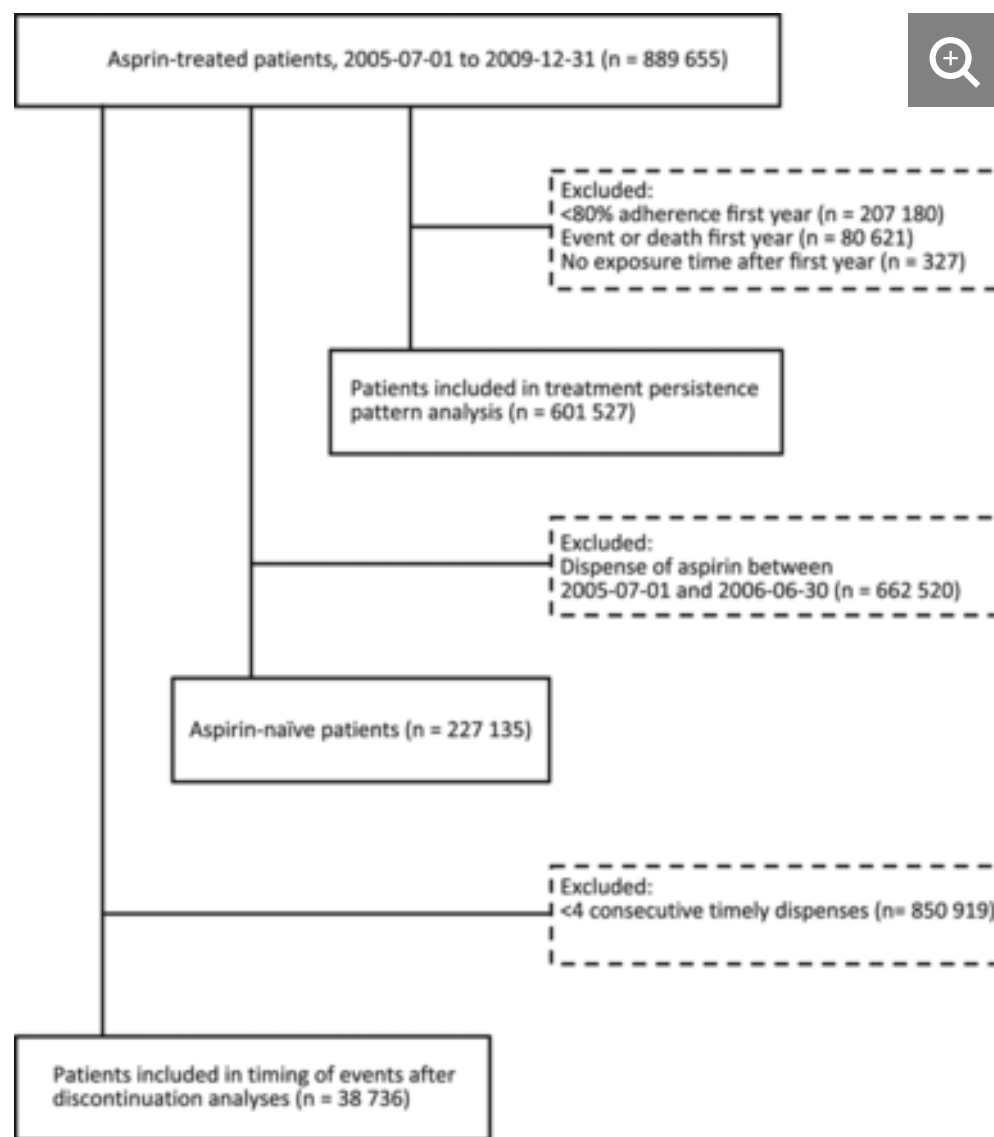 Asprin-treated patients, 2005-07-01 to 2009-12-31 (n = 889 655)
Excluded:
<80% adherence first year (n = 207 180)
Event or death first year (n = 80 621)
No exposure time after first year (n = 327)
Patients included in treatment persistence
pattern analysis (n = 601 527)
Excluded:
Dispense of aspirin between
2005-07-01 and 2006-06-30 (n = 662 520)
Aspirin-naïve patients (n = 227 135)
Excluded:
<4 consecutive timely dispenses (n= 850 919)
Patients included in timing of events after
discontinuation analyses (n = 38 736)